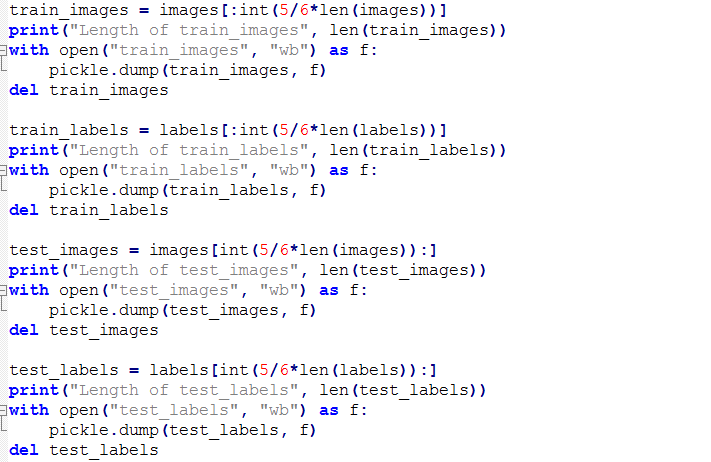 train_images = images[:int(5/6*len(images))]
print("Length of train_images", len(train_images))
with open("train_images", "wb") as f:
    pickle.dump(train_images, f)
del train_images

train_labels = labels[:int(5/6*len(labels))]
print("Length of train_labels", len(train_labels))
with open("train_labels", "wb") as f:
    pickle.dump(train_labels, f)
del train_labels

test_images = images[int(5/6*len(images)):]
print("Length of test_images", len(test_images))
with open("test_images", "wb") as f:
    pickle.dump(test_images, f)
del test_images

test_labels = labels[int(5/6*len(labels)):]
print("Length of test_labels", len(test_labels))
with open("test_labels", "wb") as f:
    pickle.dump(test_labels, f)
del test_labels